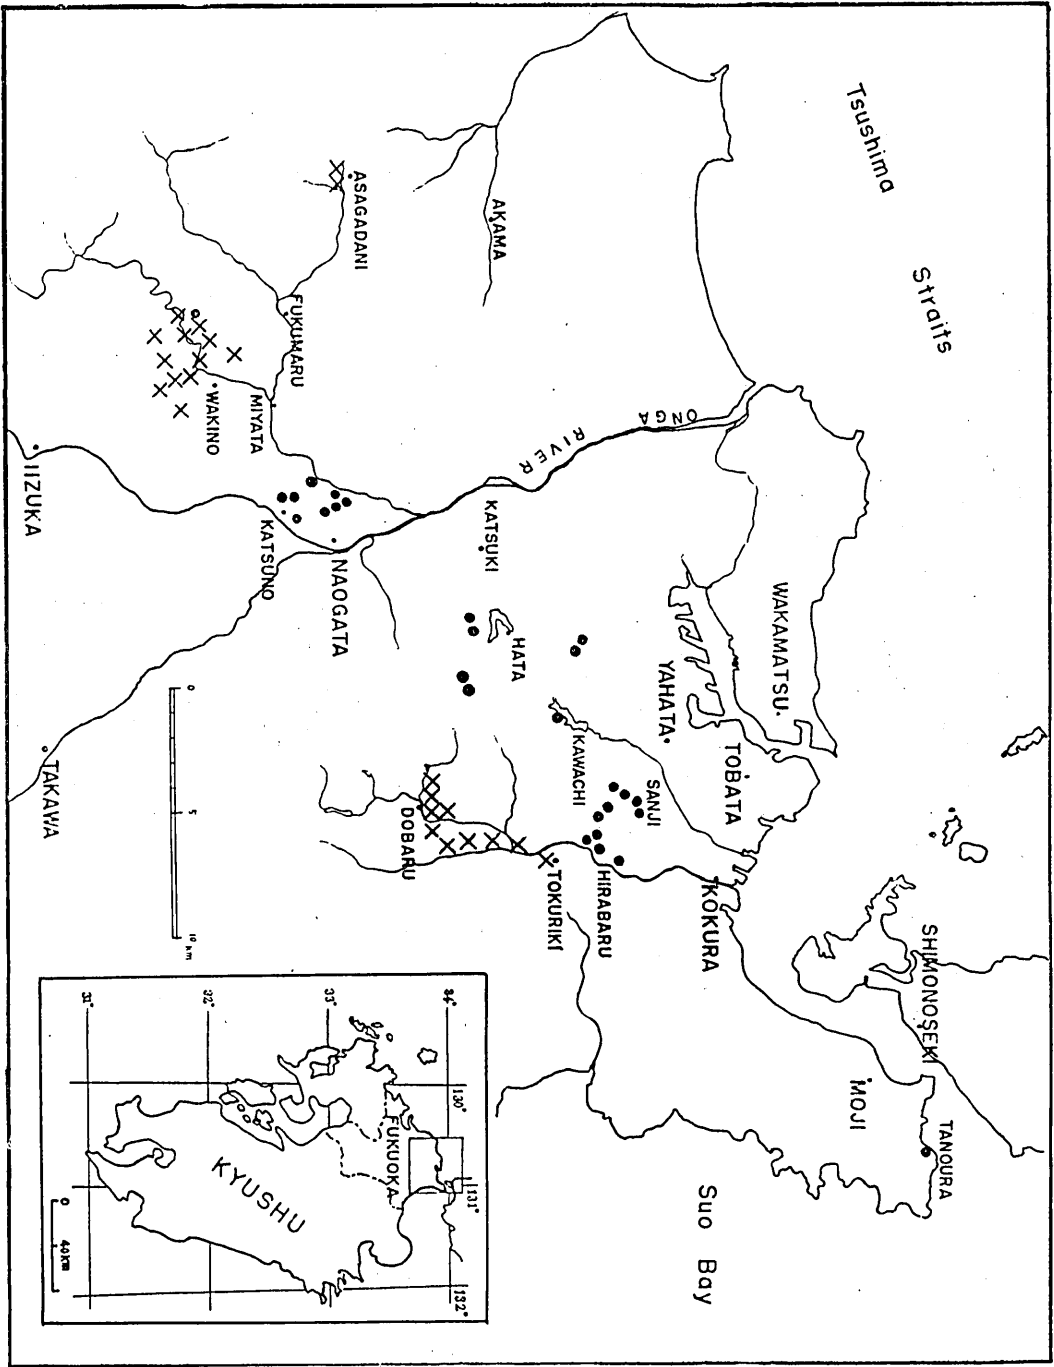 Tsushima
Straits
AKAMA
ASAGADANI
FUKUMARU
WAKINO
MIYATA
ONGA
RIVER
IIZUKA
KATSUNO
NAOGATA
KATSUKI
HATA
WAKAMATSU
YAHATA
TOBATA
KAWACHI
SANJI
HIRABARU
KOKURA
DOBARU
TOKURIKI
TAKAWA
SHIMONOSEKI
MOJI
TANOURA
Suo Bay
0
5
10 KM
31°
32°
33°
34°
130°
131°
132°
FUKUOKA
KYUSHU
0
40KM